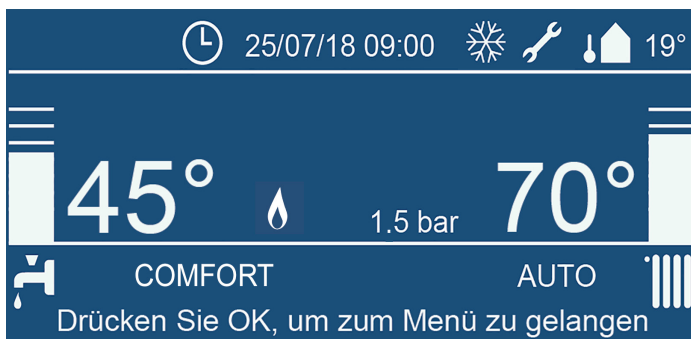 25/07/18 09:00 19°
45° 1.5 bar 70°
COMFORT AUTO
Drücken Sie OK, um zum Menü zu gelangen